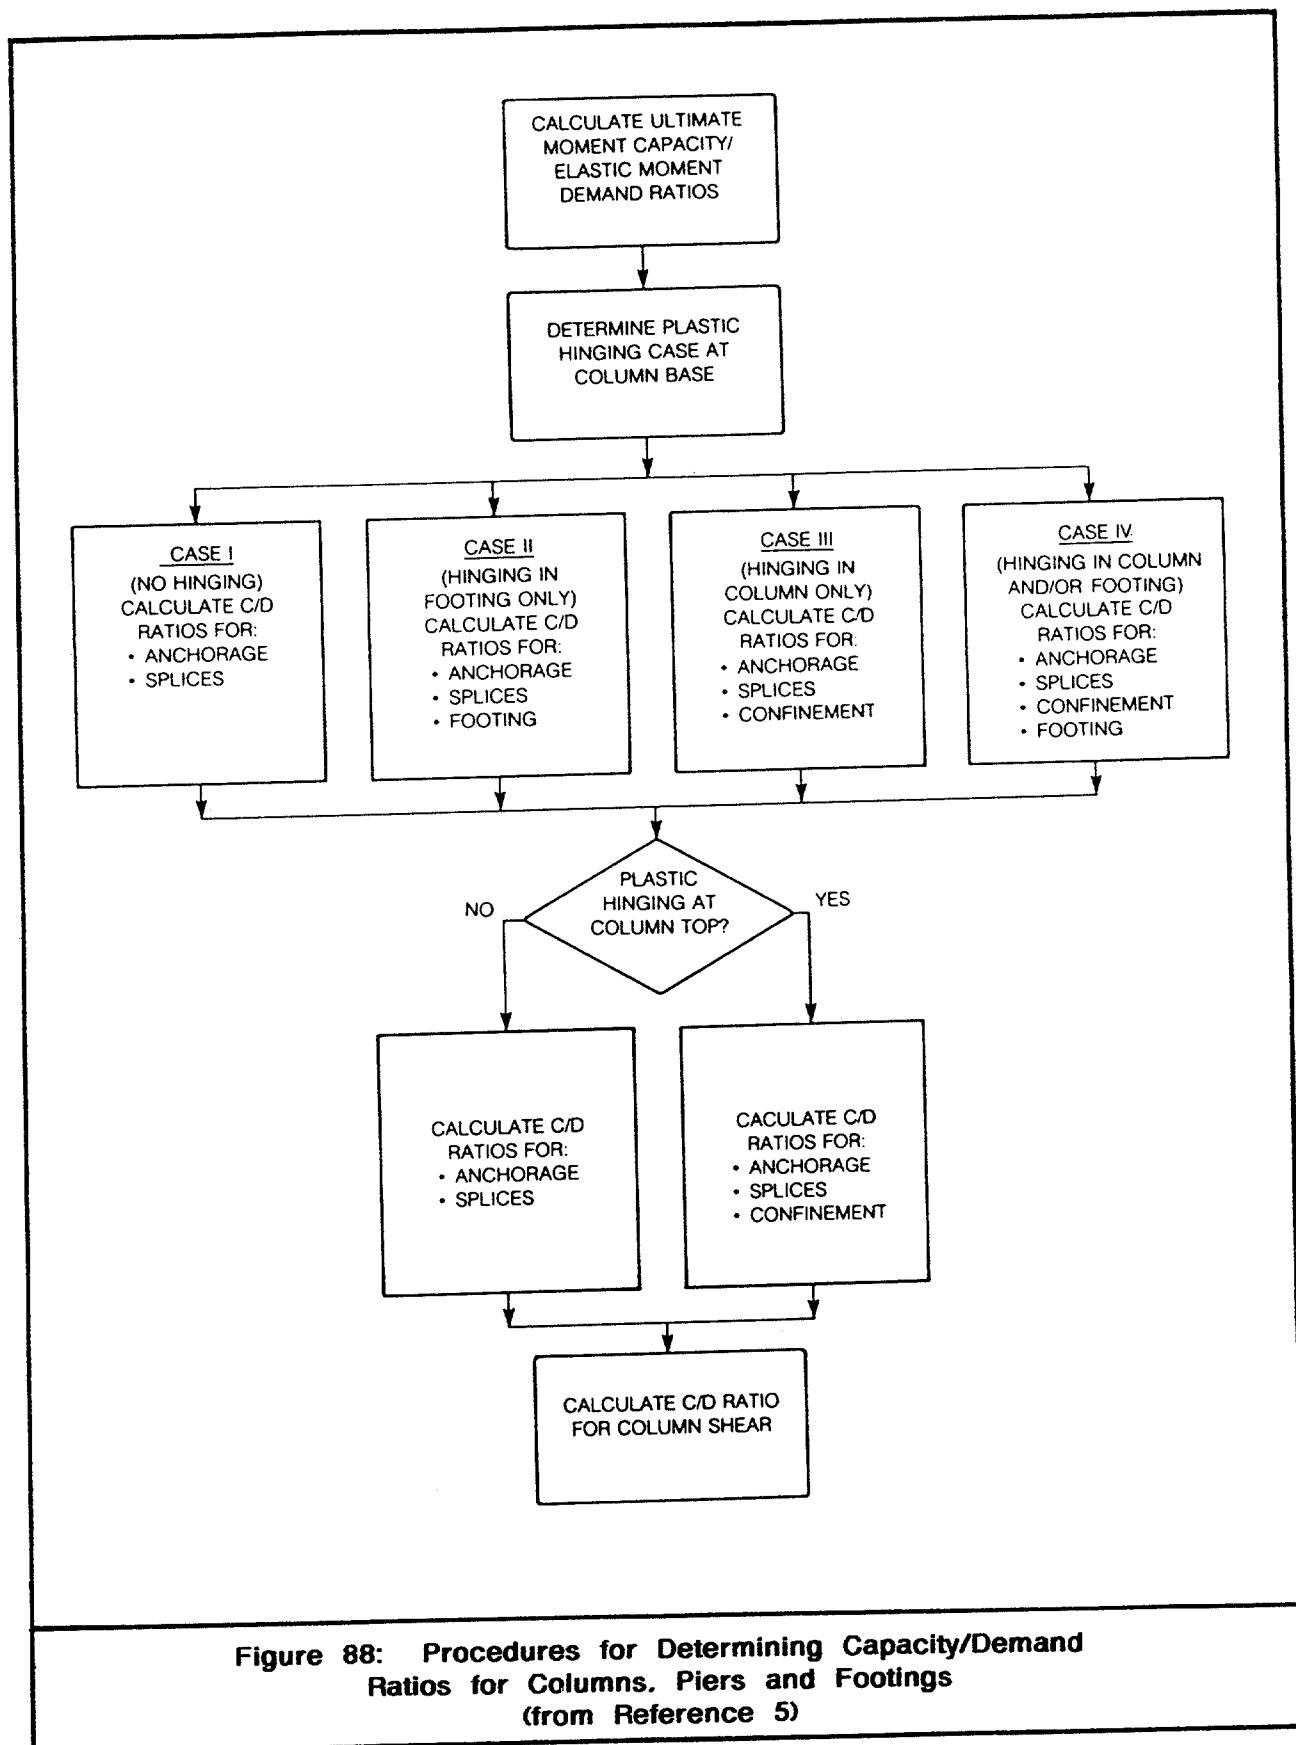 CALCULATE ULTIMATE
MOMENT CAPACITY/
ELASTIC MOMENT
DEMAND RATIOS
DETERMINE PLASTIC
HINGING CASE AT
COLUMN BASE
CASE I
(NO HINGING)
CALCULATE C/D
RATIOS FOR:
• ANCHORAGE
• SPLICES
CASE II
(HINGING IN
FOOTING ONLY)
CALCULATE C/D
RATIOS FOR:
• ANCHORAGE
• SPLICES
• FOOTING
CASE III
(HINGING IN
COLUMN ONLY)
CALCULATE C/D
RATIOS FOR:
• ANCHORAGE
• SPLICES
• CONFINEMENT
CASE IV.
(HINGING IN COLUMN
AND/OR FOOTING)
CALCULATE C/D
RATIOS FOR:
• ANCHORAGE
• SPLICES
• CONFINEMENT
• FOOTING
PLASTIC
HINGING AT
COLUMN TOP?
NO
YES
CALCULATE C/D
RATIOS FOR:
• ANCHORAGE
• SPLICES
CACULATE C/D
RATIOS FOR:
• ANCHORAGE
• SPLICES
• CONFINEMENT
CALCULATE C/D RATIO
FOR COLUMN SHEAR
Figure 88: Procedures for Determining Capacity/Demand
Ratios for Columns. Piers and Footings
(from Reference 5)